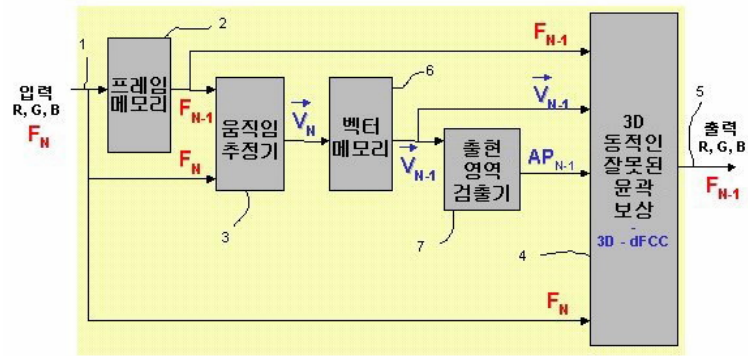 1
2
입력
R, G, B
F_N
프레임
메모리
F_N-1
F_N-1
F_N
움직임
추정기
3
V_N
벡터
메모리
6
V_N-1
V_N-1
출현
영역
검출기
7
AP_N-1
F_N
3D
동적인
잘못된
윤곽
보상
-
3D - dFCC
4
5
출력
R, G, B
F_N-1